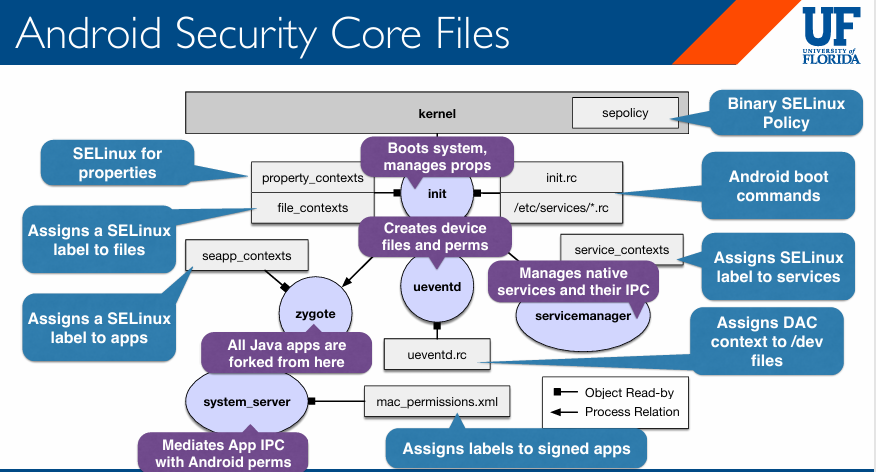 Android Security Core Files
UF
UNIVERSITY of
FLORIDA
kernel
sepolicy
Binary SELinux
Policy
SELinux for
properties
Boots system,
manages props
property_contexts
file_contexts
init
init.rc
/etc/services/*.rc
Android boot
commands
Assigns a SELinux
label to files
Creates device
files and perms
seapp_contexts
service_contexts
Assigns SELinux
label to services
Manages native
services and their IPC
ueventd
zygote
servicemanager
Assigns a SELinux
label to apps
All Java apps are
forked from here
ueventd.rc
Assigns DAC
context to /dev
files
system_server
mac_permissions.xml
Object Read-by
Process Relation
Mediates App IPC
with Android perms
Assigns labels to signed apps